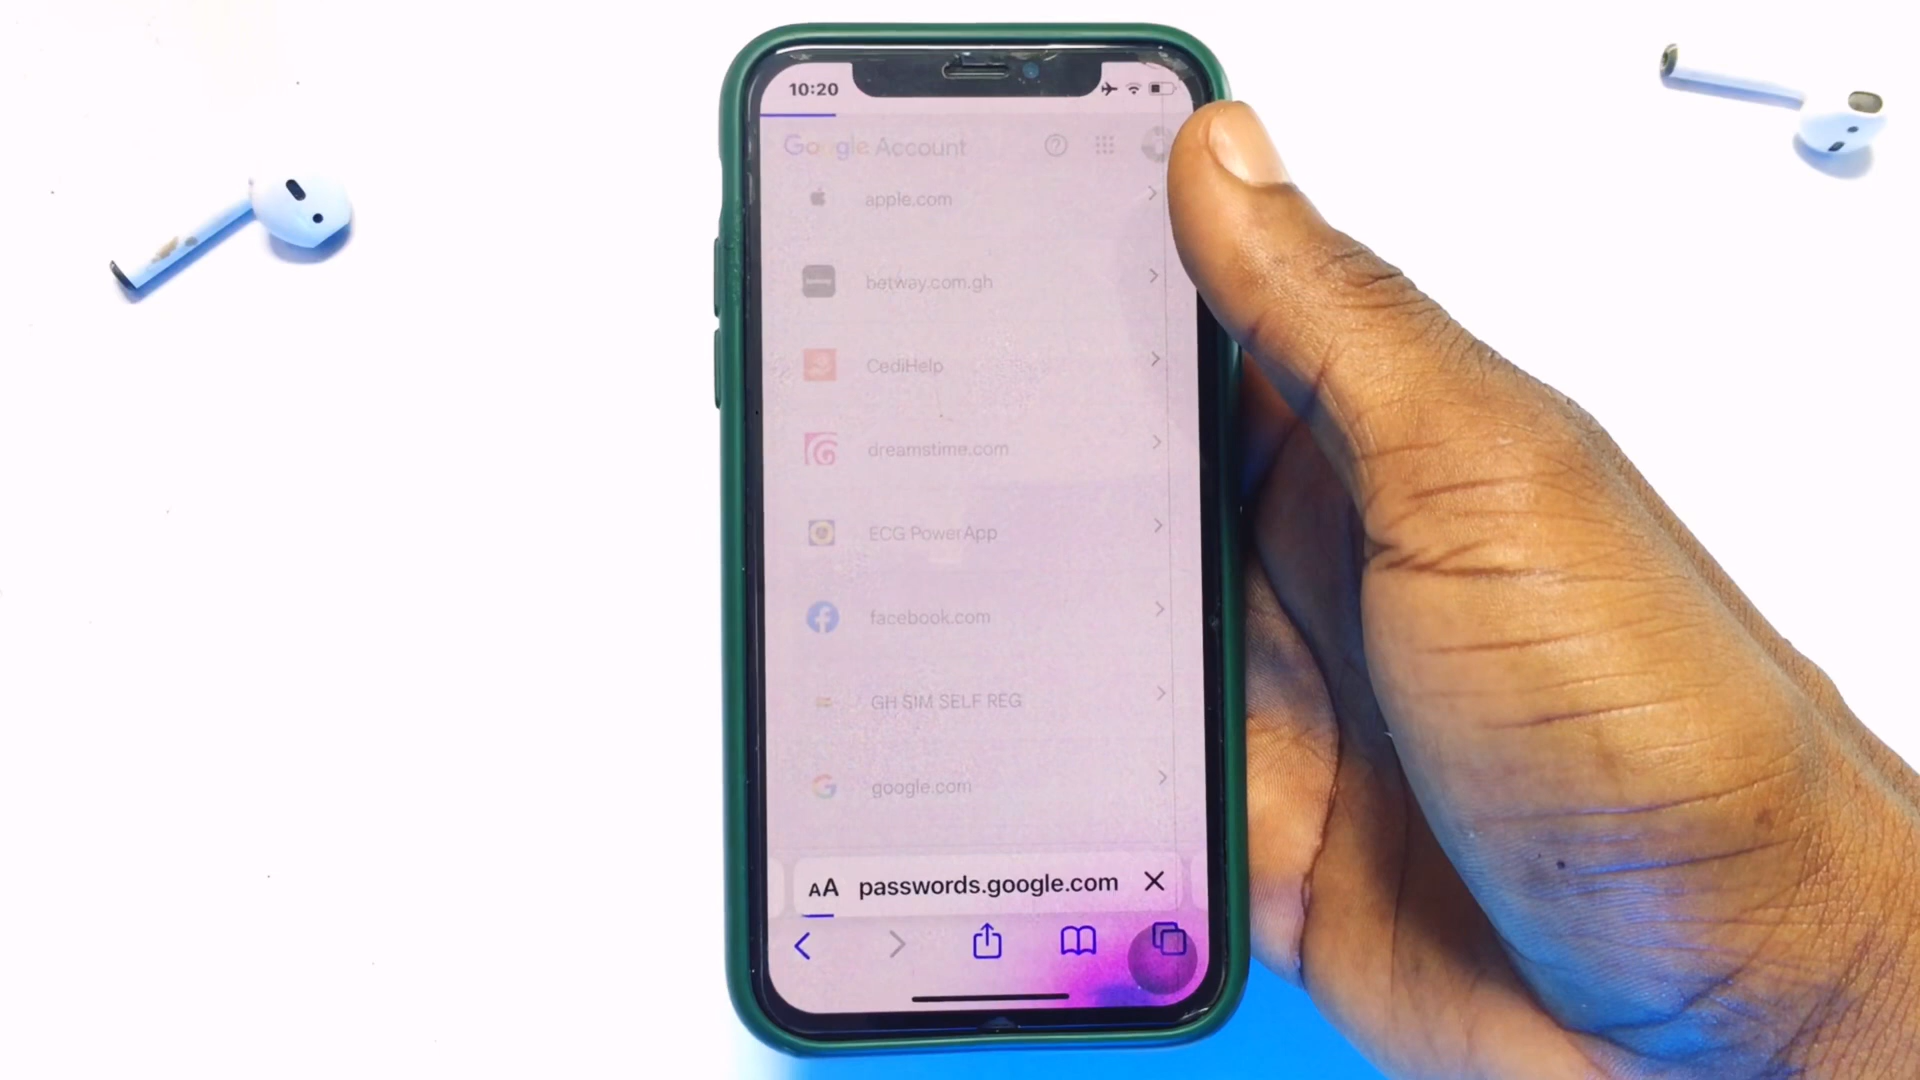 10:20
Google Account
apple.com
betway.com.gh
CediHelp
dreamstime.com
ECG PowerApp
facebook.com
GH SIM SELF REG
google.com
AA passwords.google.com